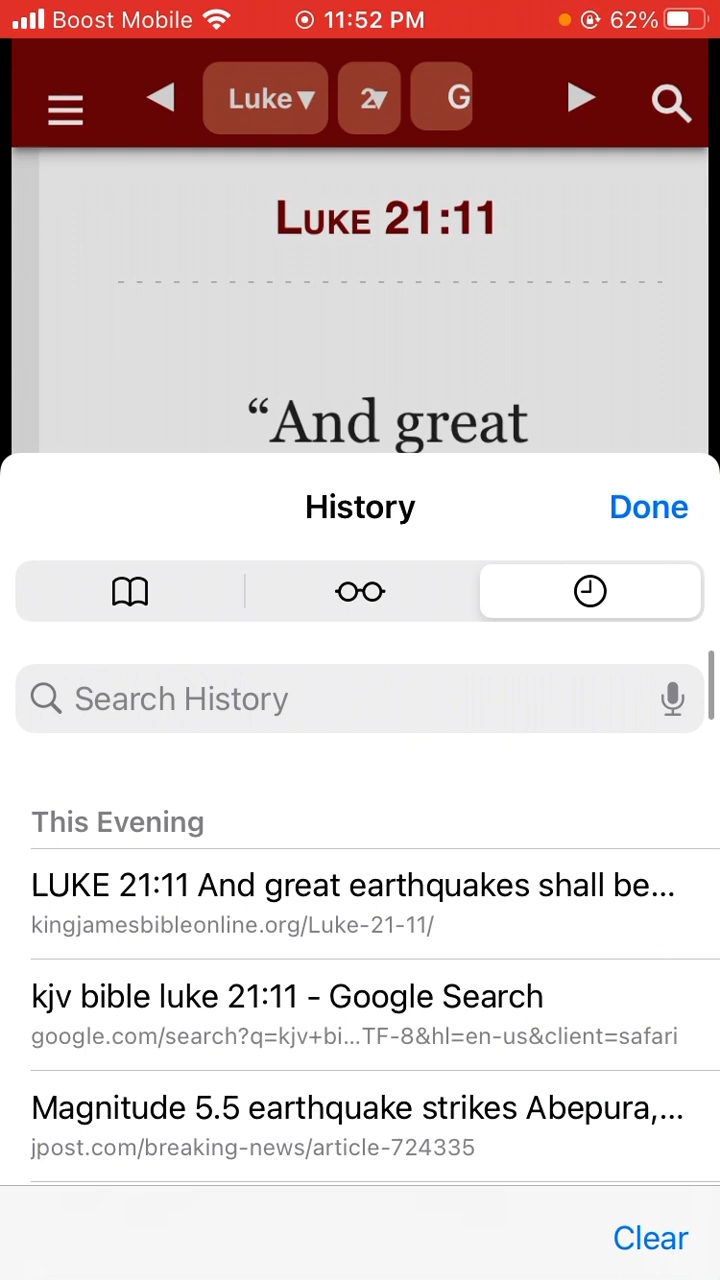 Boost Mobile 11:52 PM 62%
Luke▼ 2▼ G
LUKE 21:11
“And great
History Done
Search History
This Evening
LUKE 21:11 And great earthquakes shall be...
kingjamesbibleonline.org/Luke-21-11/
kjv bible luke 21:11 - Google Search
google.com/search?q=kjv+bi...TF-8&hl=en-us&client=safari
Magnitude 5.5 earthquake strikes Abepura,...
jpost.com/breaking-news/article-724335
Clear